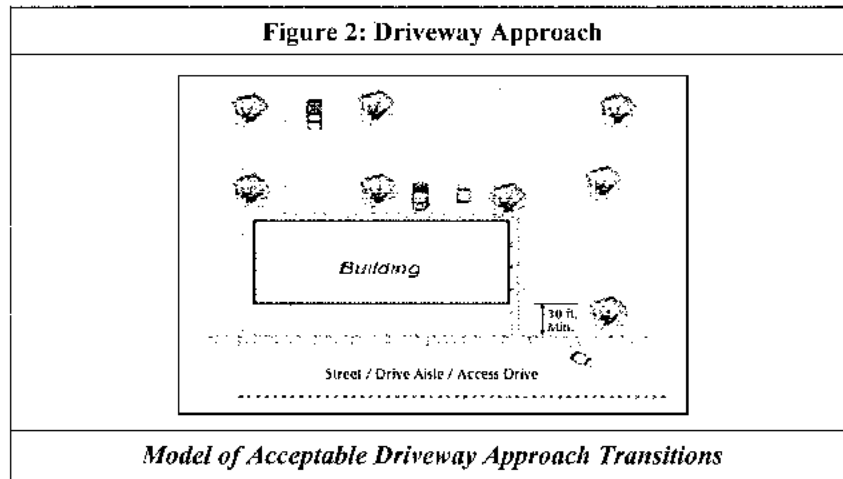 Figure 2: Driveway Approach
Building
30 ft.
Min.
Street / Drive Aisle / Access Drive
Model of Acceptable Driveway Approach Transitions